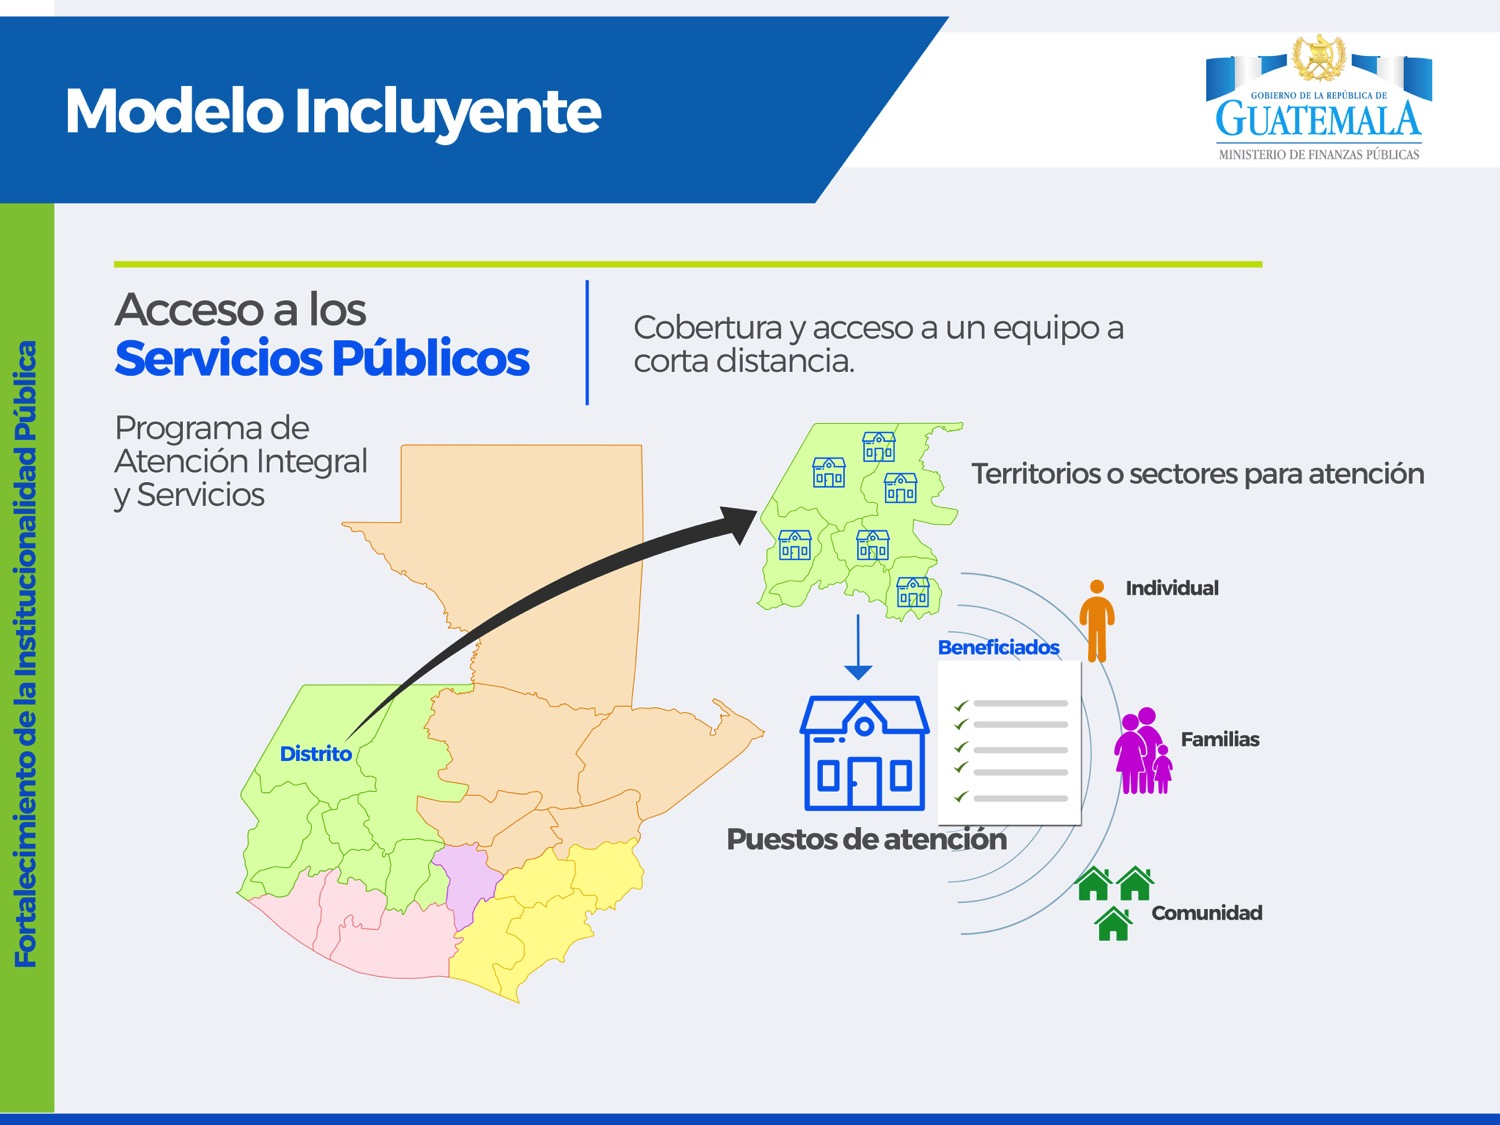 Modelo Incluyente
GOBIERNO DE LA REPÚBLICA DE
GUATEMALA
MINISTERIO DE FINANZAS PÚBLICAS
Fortalecimiento de la Institucionalidad Pública
Acceso a los
Servicios Públicos
Cobertura y acceso a un equipo a
corta distancia.
Programa de
Atención Integral
y Servicios
Territorios o sectores para atención
Distrito
Individual
Beneficiados
Familias
Puestos de atención
Comunidad